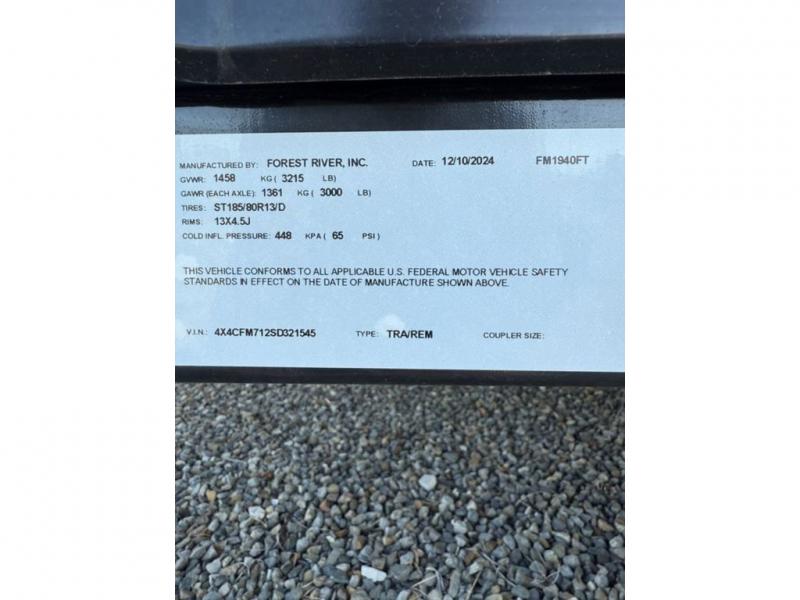 MANUFACTURED BY: FOREST RIVER, INC. DATE: 12/10/2024 FM1940FT
GVWR: 1458 KG ( 3215 LB)
GAWR (EACH AXLE): 1361 KG ( 3000 LB)
TIRES: ST185/80R13/D
RIMS: 13X4.5J
COLD INFL. PRESSURE: 448 KPA ( 65 PSI )
THIS VEHICLE CONFORMS TO ALL APPLICABLE U.S. FEDERAL MOTOR VEHICLE SAFETY
STANDARDS IN EFFECT ON THE DATE OF MANUFACTURE SHOWN ABOVE.
V.I.N.: 4X4CFM712SD321545 TYPE: TRA/REM COUPLER SIZE: